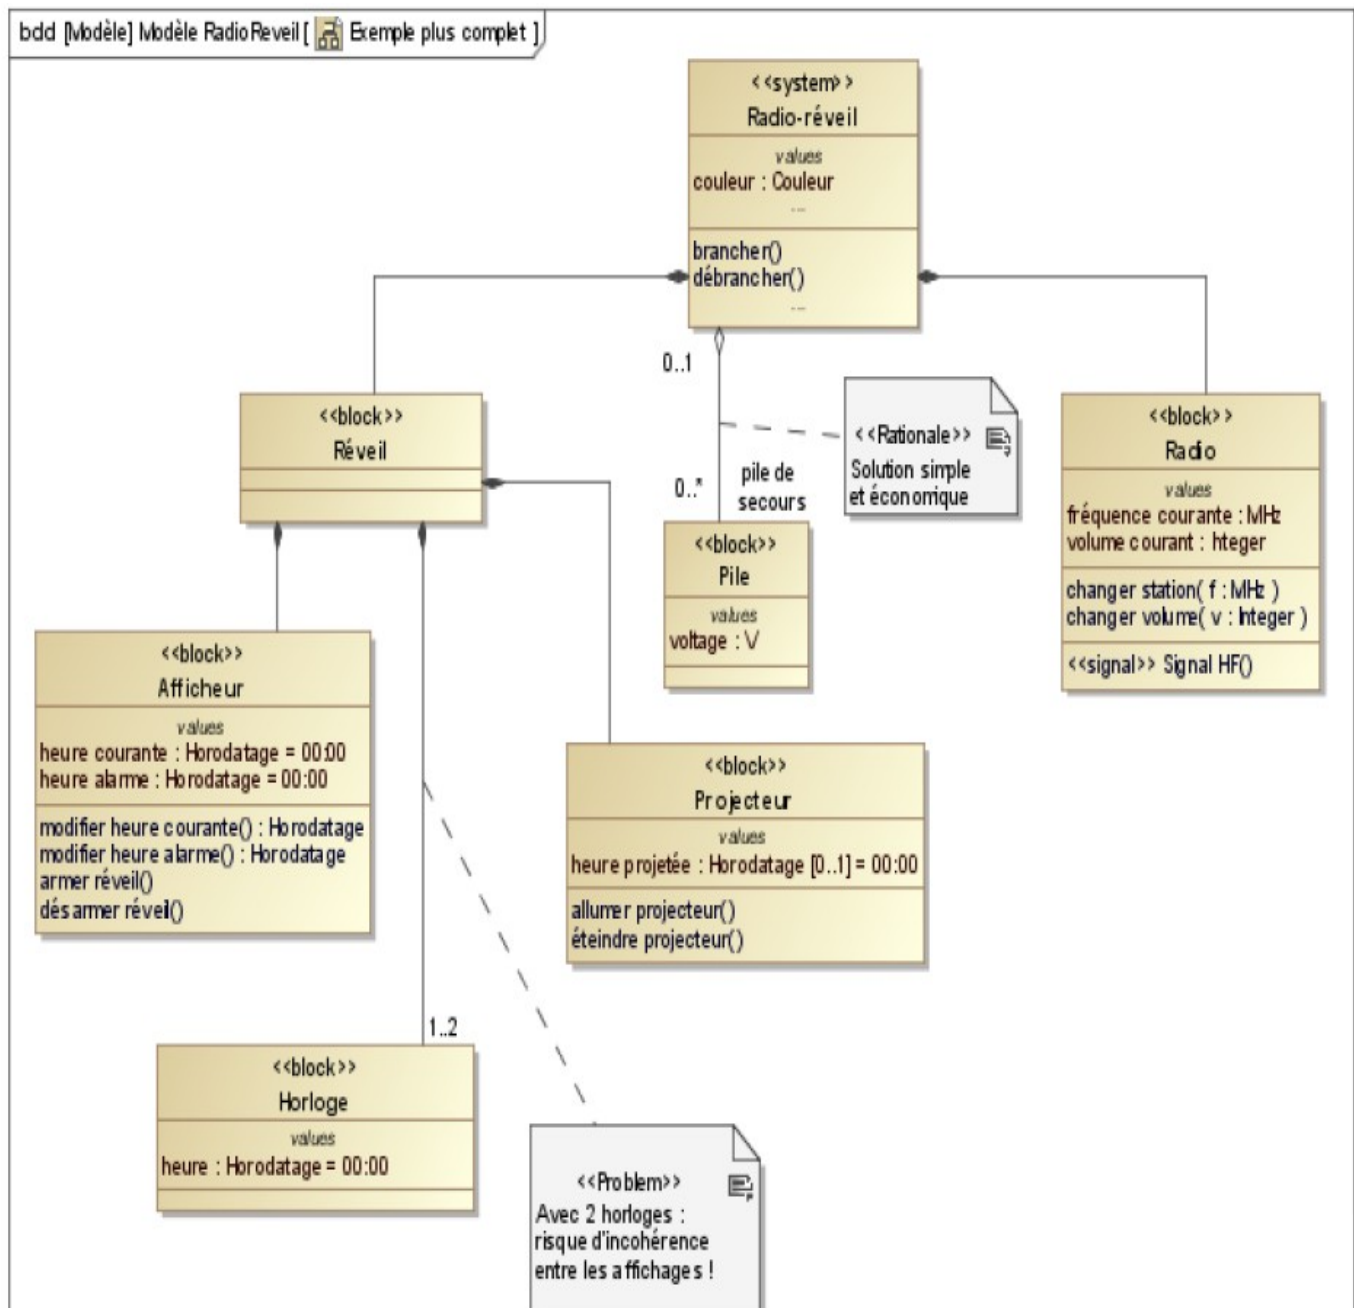 bdd [Modèle] Modèle RadioReveil [ Exemple plus complet ]
<<system>>
Radio-réveil
values
couleur : Couleur
...
brancher()
débrancher()
...
0..1
0..*
pile de
secours
<<Rationale>>
Solution simple
et économique
<<block>>
Réveil
<<block>>
Radio
values
fréquence courante : MHz
volume courant : Integer
changer station( f : MHz )
changer volume( v : Integer )
<<signal>> Signal HF()
<<block>>
Pile
values
voltage : V
<<block>>
Afficheur
values
heure courante : Horodatage = 00:00
heure alarme : Horodatage = 00:00
modifier heure courante() : Horodatage
modifier heure alarme() : Horodatage
armer réveil()
désarmer réveil()
<<block>>
Projecteur
values
heure projetée : Horodatage [0..1] = 00:00
allumer projecteur()
éteindre projecteur()
1..2
<<block>>
Horloge
values
heure : Horodatage = 00:00
<<Problem>>
Avec 2 horloges :
risque d'incohérence
entre les affichages !